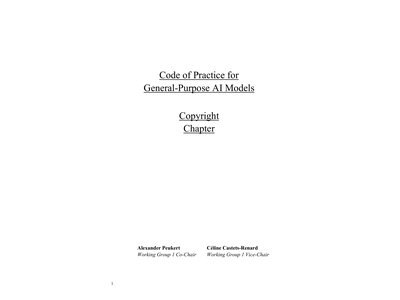 Code of Practice for
General-Purpose AI Models
Copyright
Chapter
Alexander Peukert Céline Castets-Renard
Working Group 1 Co-Chair Working Group 1 Vice-Chair
1